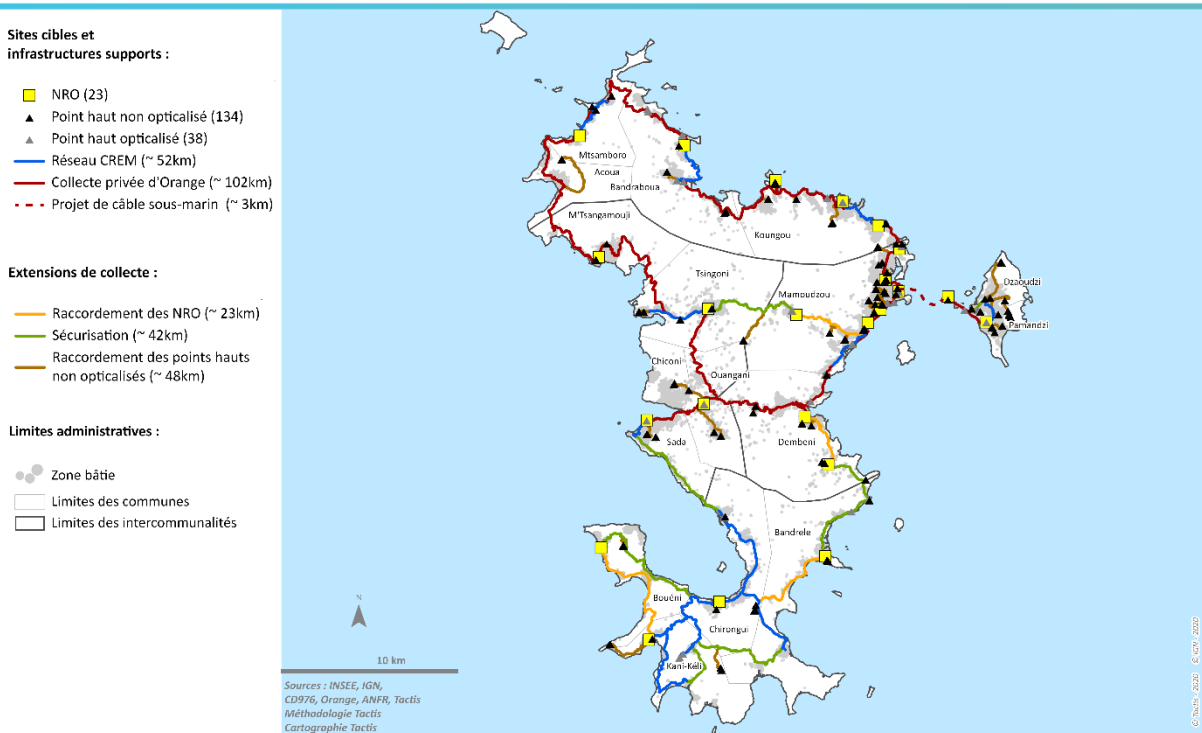 Sites cibles et
infrastructures supports :
NRO (23)
Point haut non opticalisé (134)
Point haut opticalisé (38)
Réseau CREM (~ 52km)
Collecte privée d'Orange (~ 102km)
Projet de câble sous-marin (~ 3km)
Extensions de collecte :
Raccordement des NRO (~ 23km)
Sécurisation (~ 42km)
Raccordement des points hauts
non opticalisés (~ 48km)
Limites administratives :
Zone bâtie
Limites des communes
Limites des intercommunalités
Mtsamboro
Acoua
Bandraboua
M'Tsangamouji
Koungou
Tsingoni
Mamoudzou
Dzaoudzi
Pamandzi
Chiconi
Ouangani
Sada
Dembeni
Bandrele
Bouéni
Chirongui
Kani-Kéli
N
10 km
Sources : INSEE, IGN,
CD976, Orange, ANFR, Tactis
Méthodologie Tactis
Cartographie Tactis
© Tactis - 2020 © IGN - 2020